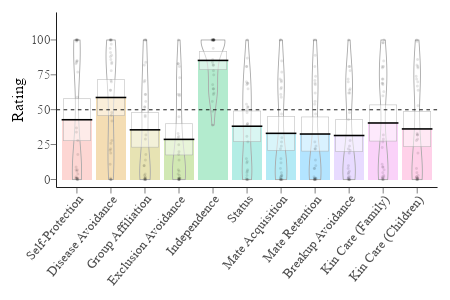 100
75
50
25
0
Rating
Self-Protection
Disease Avoidance
Group Affiliation
Exclusion Avoidance
Independence
Status
Mate Acquisition
Mate Retention
Breakup Avoidance
Kin Care (Family)
Kin Care (Children)